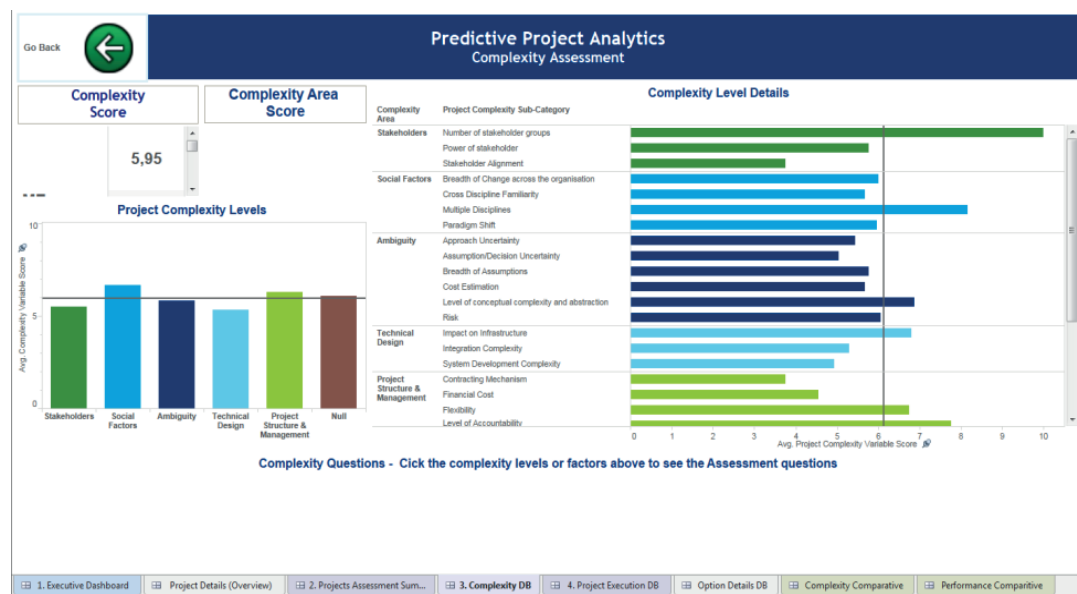 Go Back
Predictive Project Analytics
Complexity Assessment
Complexity
Score
Complexity Area
Score
5,95
Project Complexity Levels
Avg. Complexity Variable Score
10
5
0
Stakeholders
Social
Factors
Ambiguity
Technical
Design
Project
Structure &
Management
Null
Complexity Level Details
Complexity
Area
Project Complexity Sub-Category
Stakeholders
Number of stakeholder groups
Power of stakeholder
Stakeholder Alignment
Social Factors
Breadth of Change across the organisation
Cross Discipline Familiarity
Multiple Disciplines
Paradigm Shift
Ambiguity
Approach Uncertainty
Assumption/Decision Uncertainty
Breadth of Assumptions
Cost Estimation
Level of conceptual complexity and abstraction
Risk
Technical
Design
Impact on Infrastructure
Integration Complexity
System Development Complexity
Project
Structure &
Management
Contracting Mechanism
Financial Cost
Flexibility
Level of Accountability
0 1 2 3 4 5 6 7 8 9 10
Avg. Project Complexity Variable Score
Complexity Questions - Cick the complexity levels or factors above to see the Assessment questions
1. Executive Dashboard
Project Details (Overview)
2. Projects Assessment Sum...
3. Complexity DB
4. Project Execution DB
Option Details DB
Complexity Comparative
Performance Comparitive